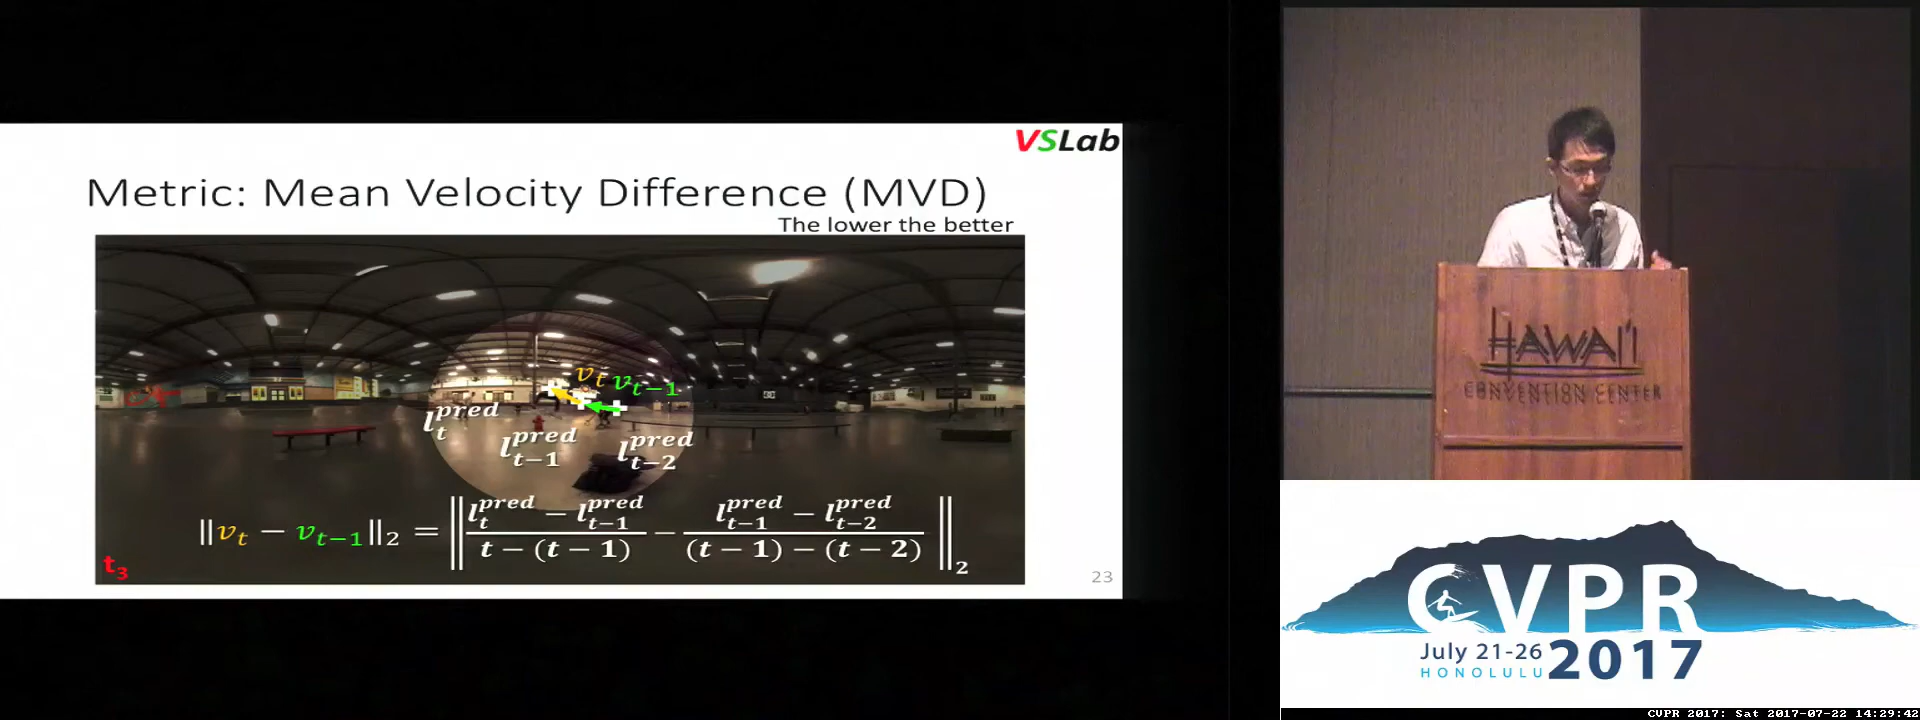 VSLab
Metric: Mean Velocity Difference (MVD)
The lower the better
v_t v_{t-1}
l_t^{pred}
l_{t-1}^{pred}
l_{t-2}^{pred}
‖v_t − v_{t−1}‖_2 = ‖ (l_t^{pred} − l_{t−1}^{pred}) / (t − (t − 1)) − (l_{t−1}^{pred} − l_{t−2}^{pred}) / ((t − 1) − (t − 2)) ‖_2
t_3
23
HAWAI'I
CONVENTION CENTER
CVPR
July 21-26
HONOLULU
2017
CVPR 2017: Sat 2017-07-22 14:29:42